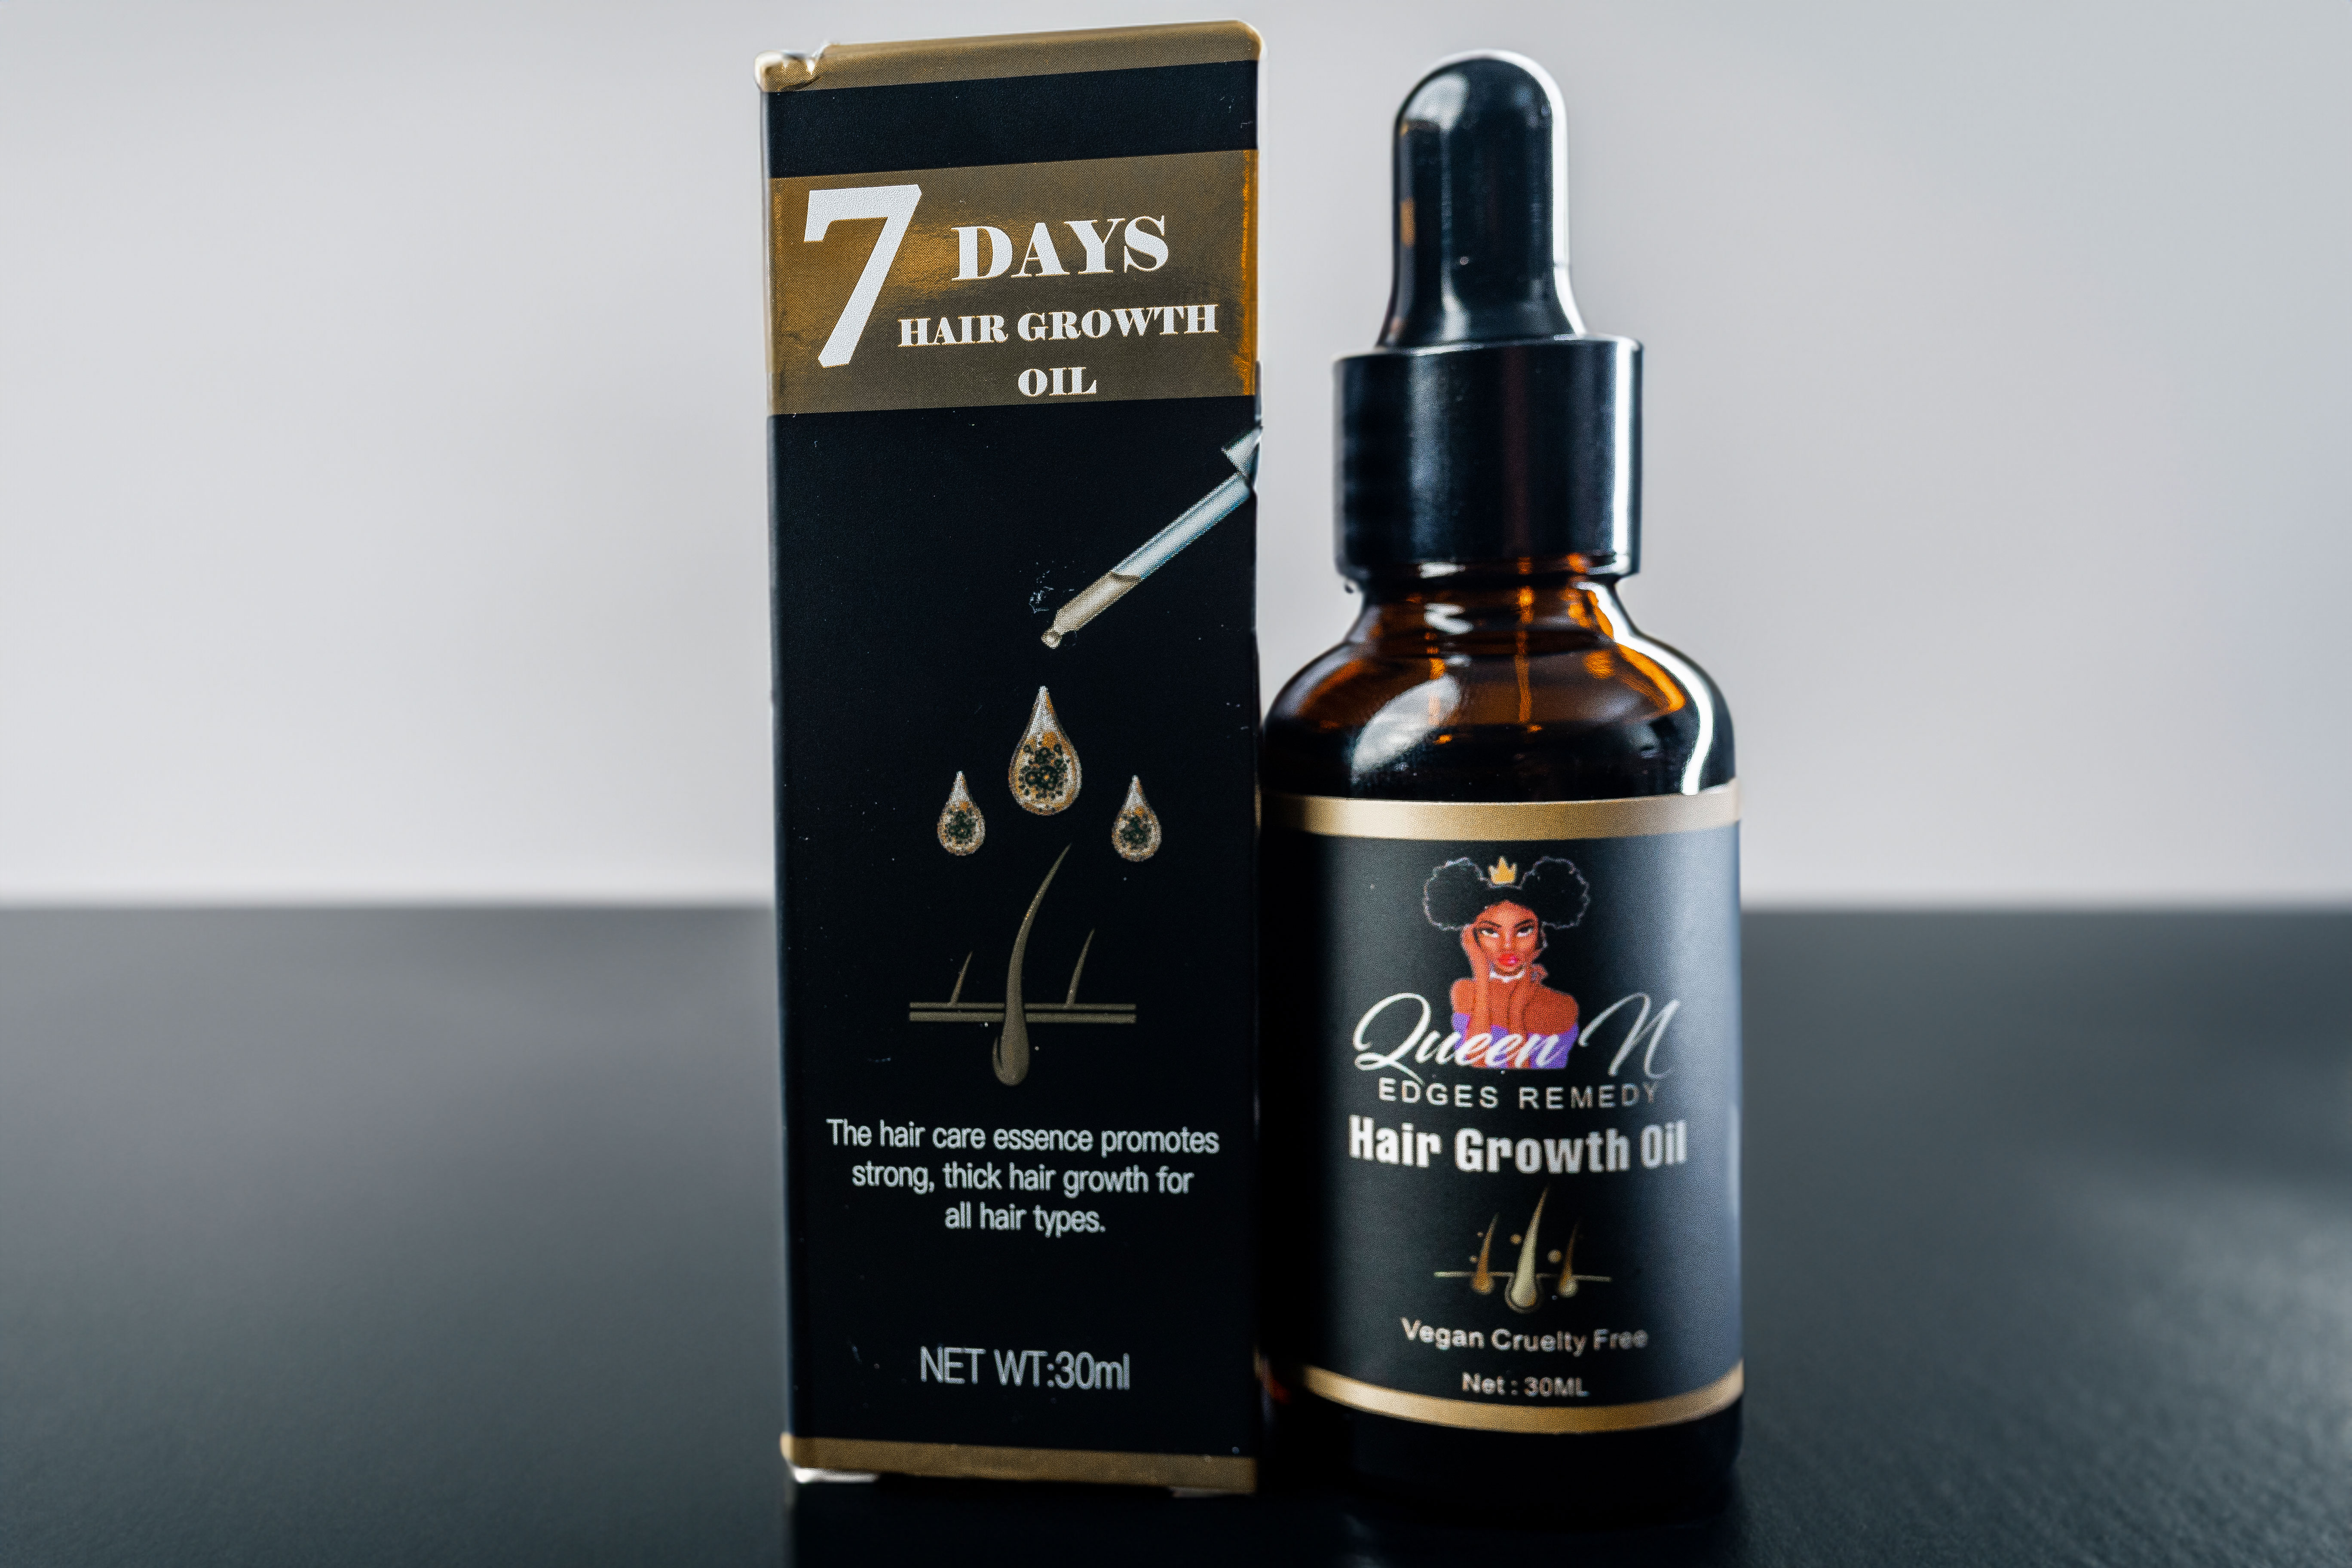 7 DAYS
HAIR GROWTH
OIL
The hair care essence promotes
strong, thick hair growth for
all hair types.
NET WT:30ml
Queen N
EDGES REMEDY
Hair Growth Oil
Vegan Cruelty Free
Net : 30ML